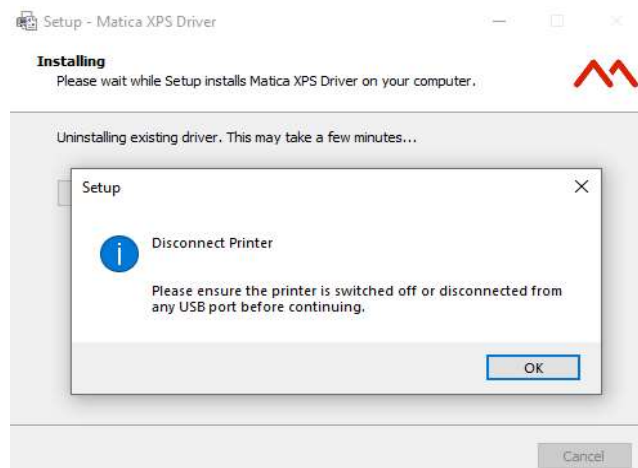 Setup - Matica XPS Driver
Installing
Please wait while Setup installs Matica XPS Driver on your computer.
Uninstalling existing driver. This may take a few minutes...
Setup
Disconnect Printer
Please ensure the printer is switched off or disconnected from
any USB port before continuing.
OK
Cancel